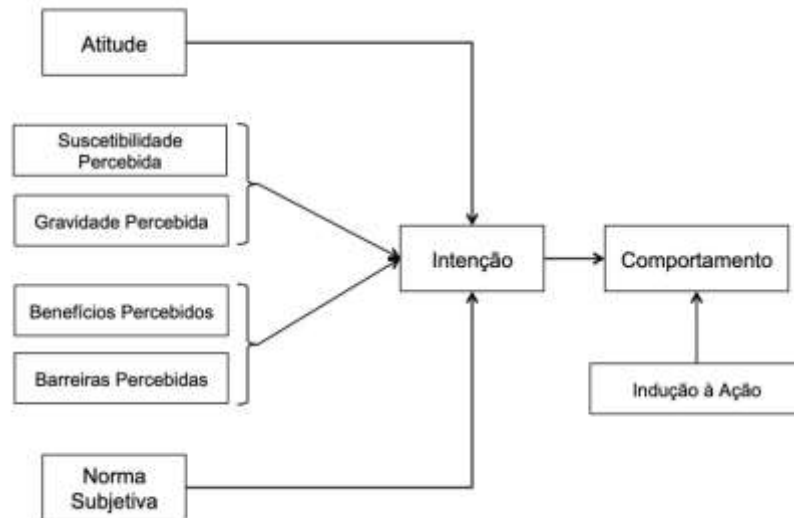 Atitude
Suscetibilidade
Percebida
Gravidade Percebida
Intenção
Comportamento
Benefícios Percebidos
Barreiras Percebidas
Indução à Ação
Norma
Subjetiva